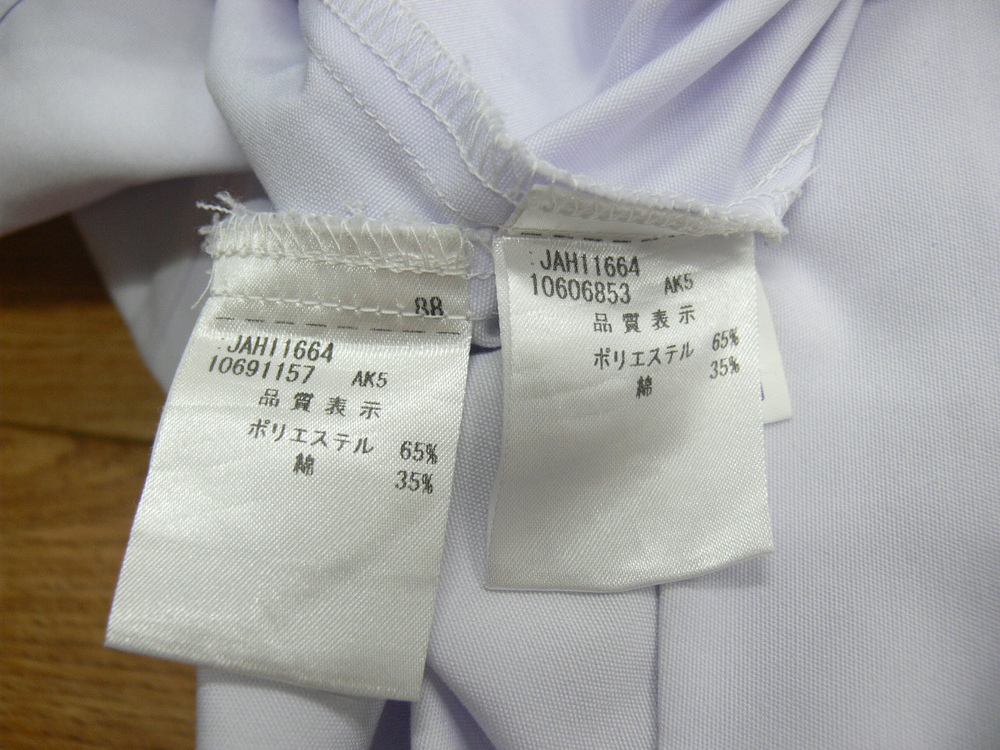 88
JAH11664
10691157 AK5
品質表示
ポリエステル 65%
綿 35%
JAH11664
10606853 AK5
品質表示
ポリエステル 65%
綿 35%